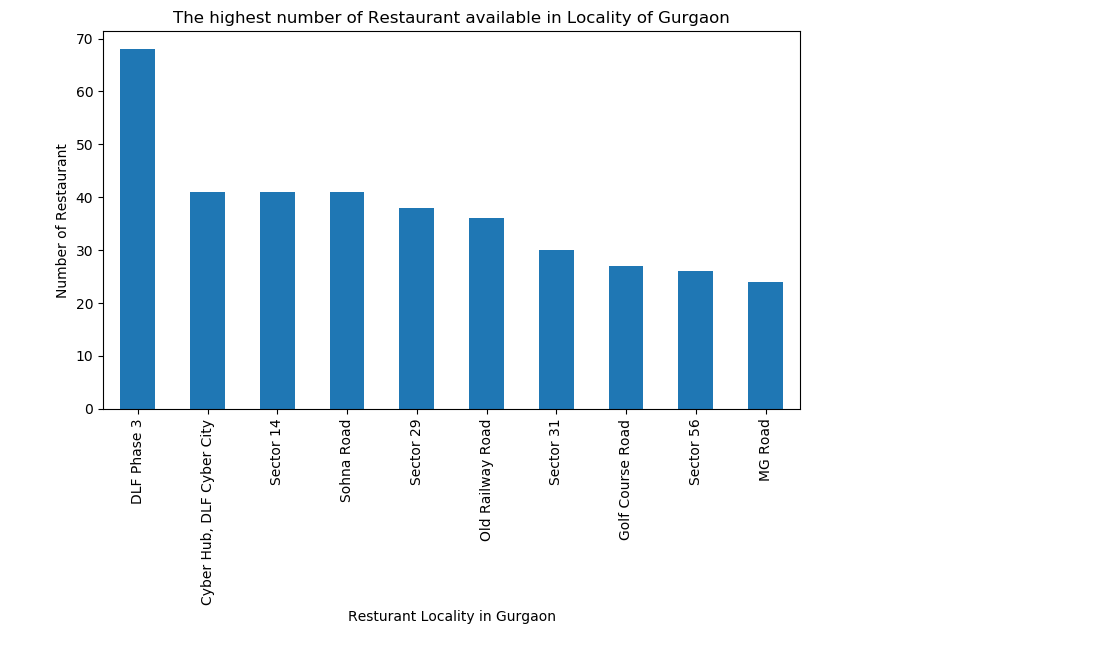 The highest number of Restaurant available in Locality of Gurgaon
Number of Restaurant
70
60
50
40
30
20
10
0
DLF Phase 3
Cyber Hub, DLF Cyber City
Sector 14
Sohna Road
Sector 29
Old Railway Road
Sector 31
Golf Course Road
Sector 56
MG Road
Resturant Locality in Gurgaon